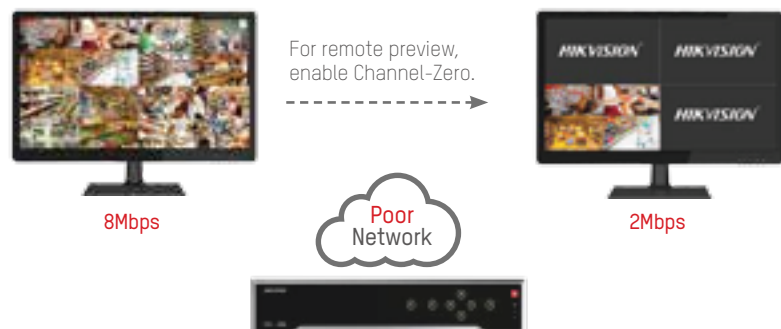 For remote preview,
enable Channel-Zero.
HIKVISION HIKVISION
HIKVISION
8Mbps
Poor
Network
2Mbps